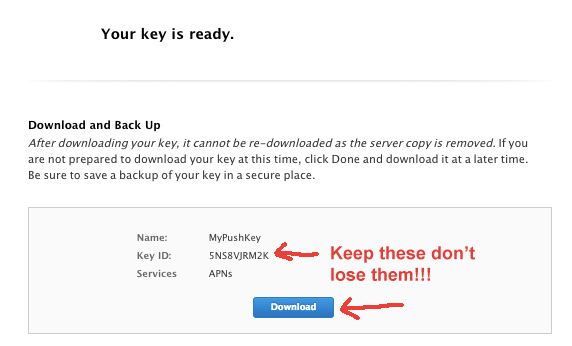 Your key is ready.
Download and Back Up
After downloading your key, it cannot be re-downloaded as the server copy is removed. If you
are not prepared to download your key at this time, click Done and download it at a later time.
Be sure to save a backup of your key in a secure place.
Name: MyPushKey
Key ID: 5NS8VJRM2K
Services APNs
Keep these don't
lose them!!!
Download